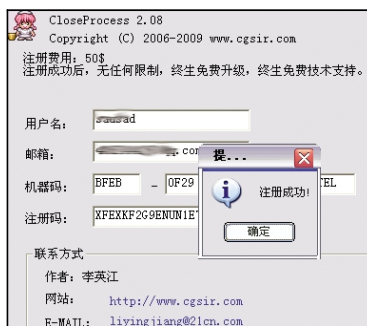 CloseProcess 2.08
Copyright (C) 2006-2009 www.cgsir.com
注册费用：50$
注册成功后，无任何限制，终生免费升级，终生免费技术支持。
用户名：
邮箱： .com
提...
机器码： BFEB - 0F29
注册成功!
注册码： XFEXKF2G9ENUN1E
确定
联系方式
作者：李英江
网站： http://www.cgsir.com
E-MAIL： liyingjiang@21cn.com